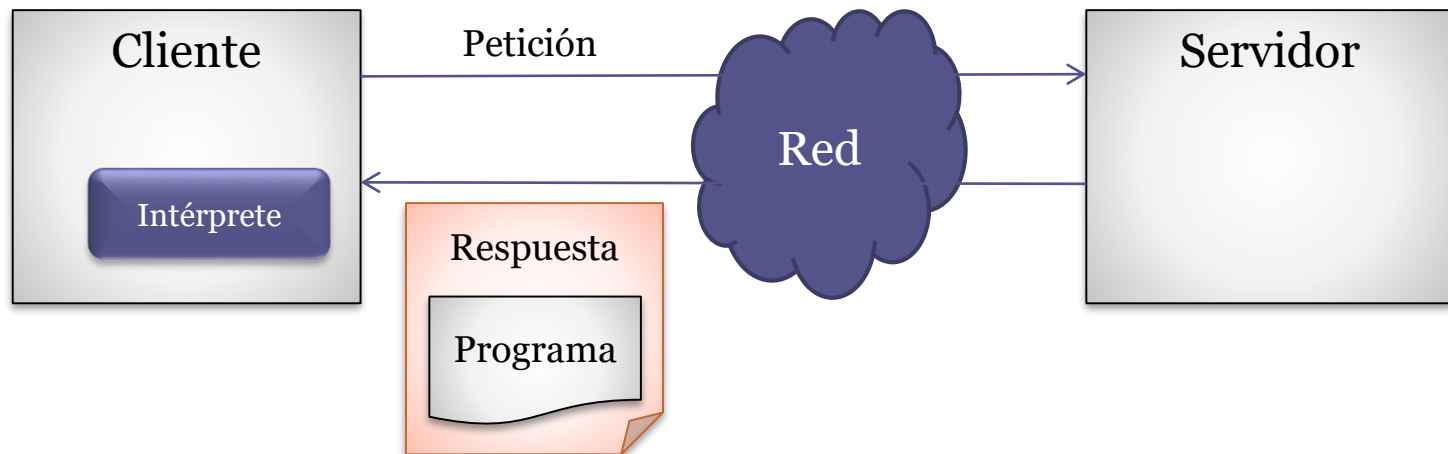 Cliente
Petición
Servidor
Red
Intérprete
Respuesta
Programa